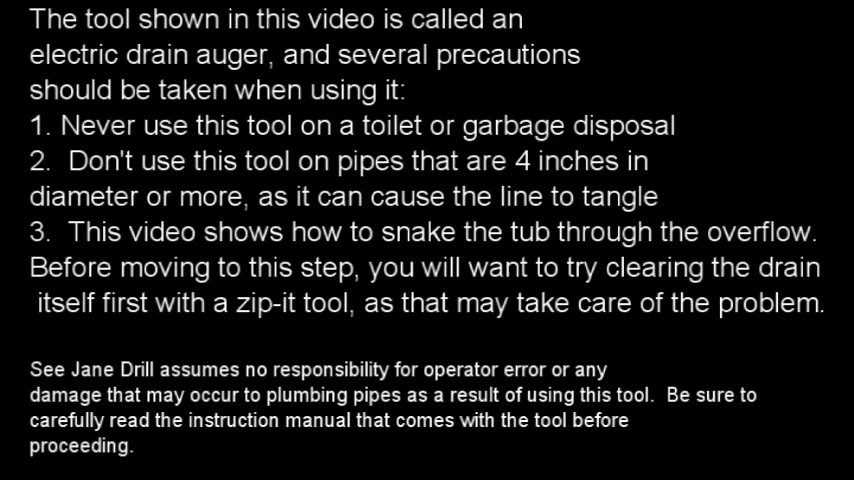 The tool shown in this video is called an
electric drain auger, and several precautions
should be taken when using it:
1. Never use this tool on a toilet or garbage disposal
2.  Don't use this tool on pipes that are 4 inches in
diameter or more, as it can cause the line to tangle
3.  This video shows how to snake the tub through the overflow.
Before moving to this step, you will want to try clearing the drain
itself first with a zip-it tool, as that may take care of the problem.
See Jane Drill assumes no responsibility for operator error or any
damage that may occur to plumbing pipes as a result of using this tool.  Be sure to
carefully read the instruction manual that comes with the tool before
proceeding.